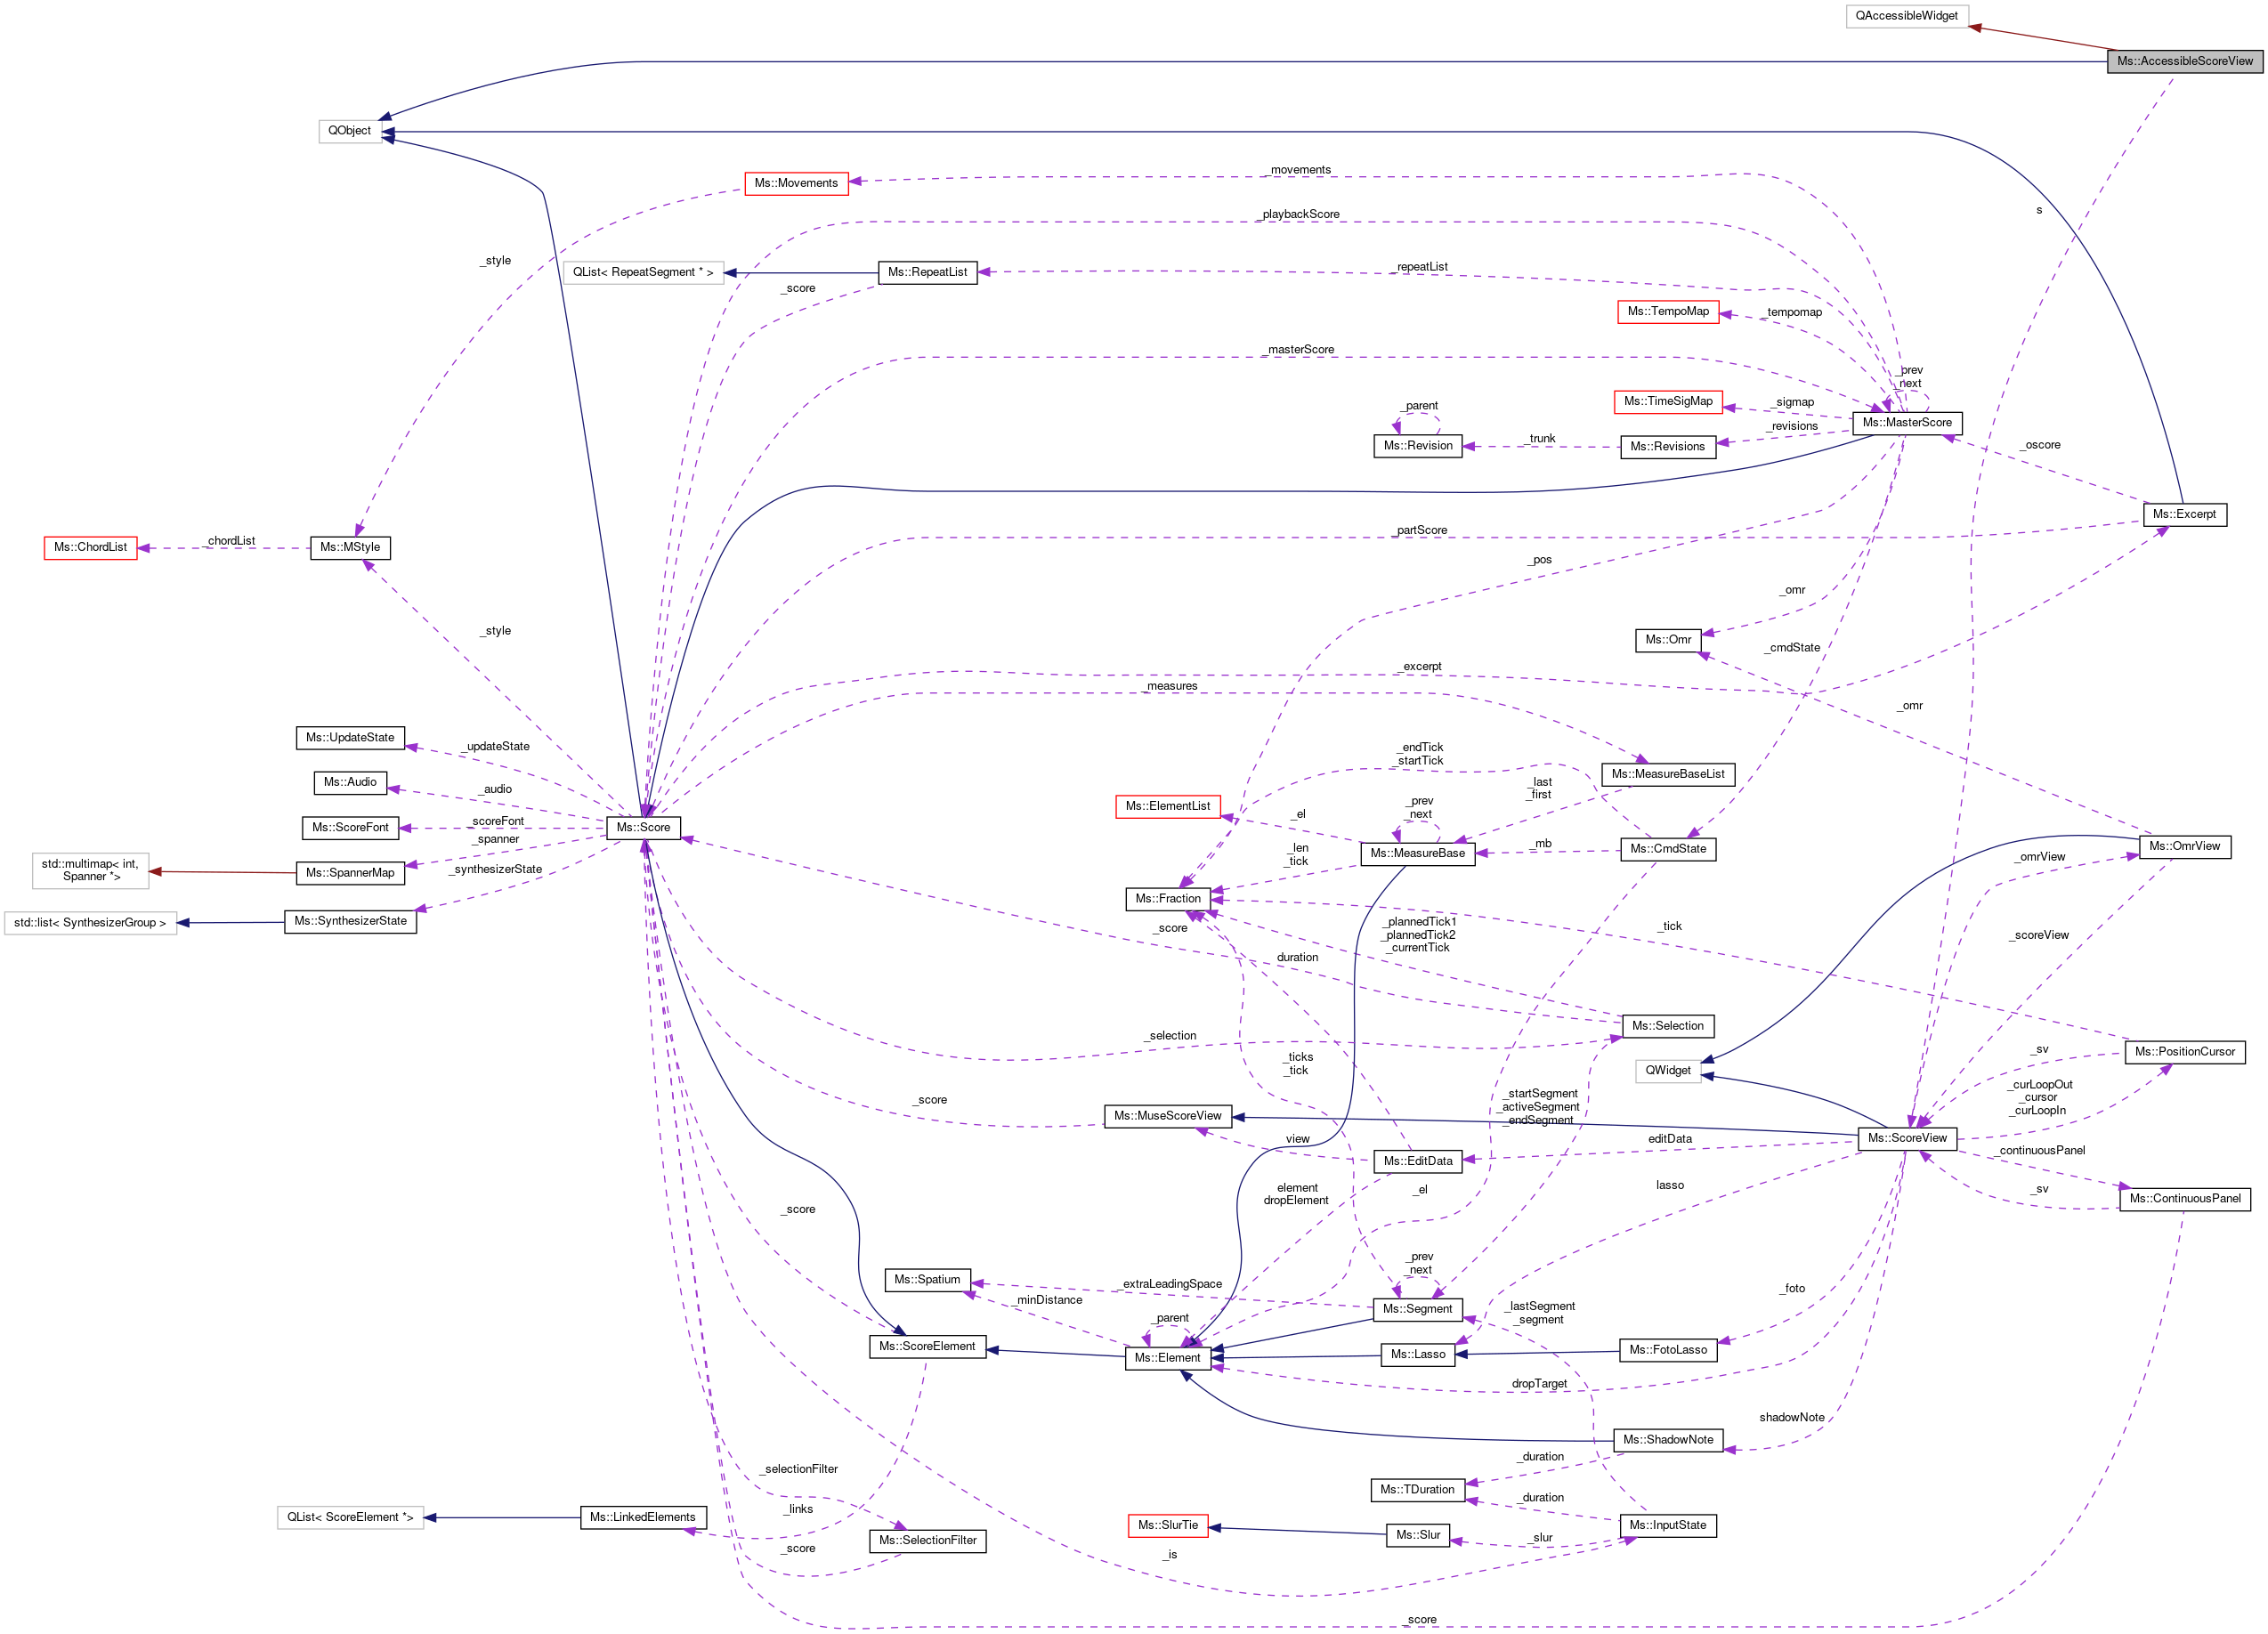 QAccessibleWidget
Ms::AccessibleScoreView
QObject
s
_movements
Ms::Movements
_playbackScore
_style
QList< RepeatSegment * >
Ms::RepeatList
_repeatList
_score
Ms::TempoMap
_tempomap
_masterScore
_prev
_next
Ms::TimeSigMap
_sigmap
_parent
Ms::MasterScore
_revisions
Ms::Revision
_trunk
Ms::Revisions
_oscore
Ms::Excerpt
_partScore
Ms::ChordList
_chordList
Ms::MStyle
_pos
_omr
_style
Ms::Omr
_cmdState
_excerpt
_measures
_omr
Ms::UpdateState
_updateState
_endTick
_startTick
Ms::MeasureBaseList
Ms::Audio
_audio
_last
_first
Ms::ElementList
_el
_prev
_next
Ms::ScoreFont
_scoreFont
Ms::Score
_spanner
_len
_tick
Ms::MeasureBase
_mb
Ms::CmdState
Ms::OmrView
_omrView
std::multimap< int,
Spanner *>
Ms::SpannerMap
_synthesizerState
Ms::Fraction
std::list< SynthesizerGroup >
Ms::SynthesizerState
_score
_plannedTick1
_plannedTick2
_currentTick
_tick
_scoreView
duration
Ms::Selection
_selection
_ticks
_tick
QWidget
_sv
Ms::PositionCursor
_curLoopOut
_cursor
_curLoopIn
_score
Ms::MuseScoreView
_startSegment
_activeSegment
_endSegment
view
editData
Ms::ScoreView
_continuousPanel
Ms::EditData
element
dropElement
_el
lasso
_sv
Ms::ContinuousPanel
_score
Ms::Spatium
_extraLeadingSpace
_prev
_next
_foto
_minDistance
Ms::Segment
_lastSegment
_segment
_parent
Ms::ScoreElement
Ms::Element
Ms::Lasso
Ms::FotoLasso
dropTarget
shadowNote
Ms::ShadowNote
_selectionFilter
_duration
Ms::TDuration
_duration
_links
QList< ScoreElement *>
Ms::LinkedElements
Ms::SelectionFilter
Ms::SlurTie
Ms::Slur
_slur
Ms::InputState
_score
_is
_score